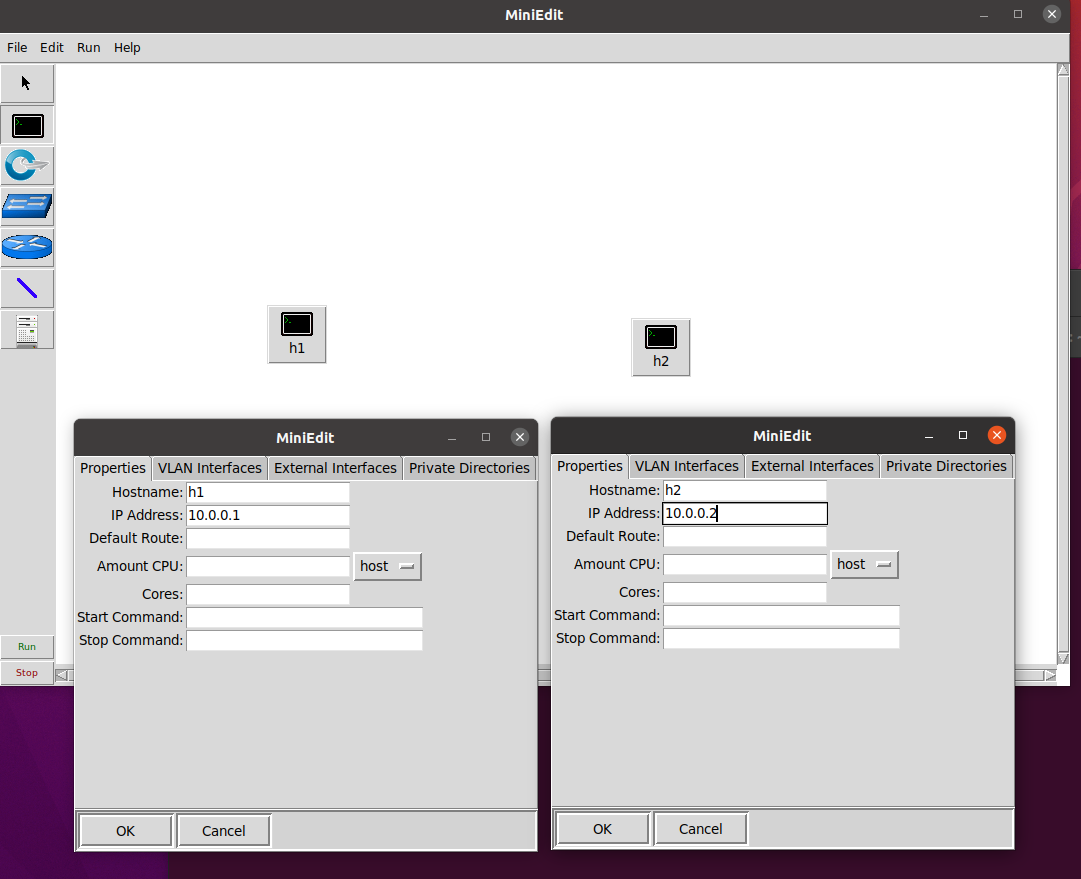 MiniEdit
File Edit Run Help
h1
h2
Run
Stop
MiniEdit
Properties VLAN Interfaces External Interfaces Private Directories
Hostname: h1
IP Address: 10.0.0.1
Default Route:
Amount CPU: host
Cores:
Start Command:
Stop Command:
OK Cancel
MiniEdit
Properties VLAN Interfaces External Interfaces Private Directories
Hostname: h2
IP Address: 10.0.0.2
Default Route:
Amount CPU: host
Cores:
Start Command:
Stop Command:
OK Cancel